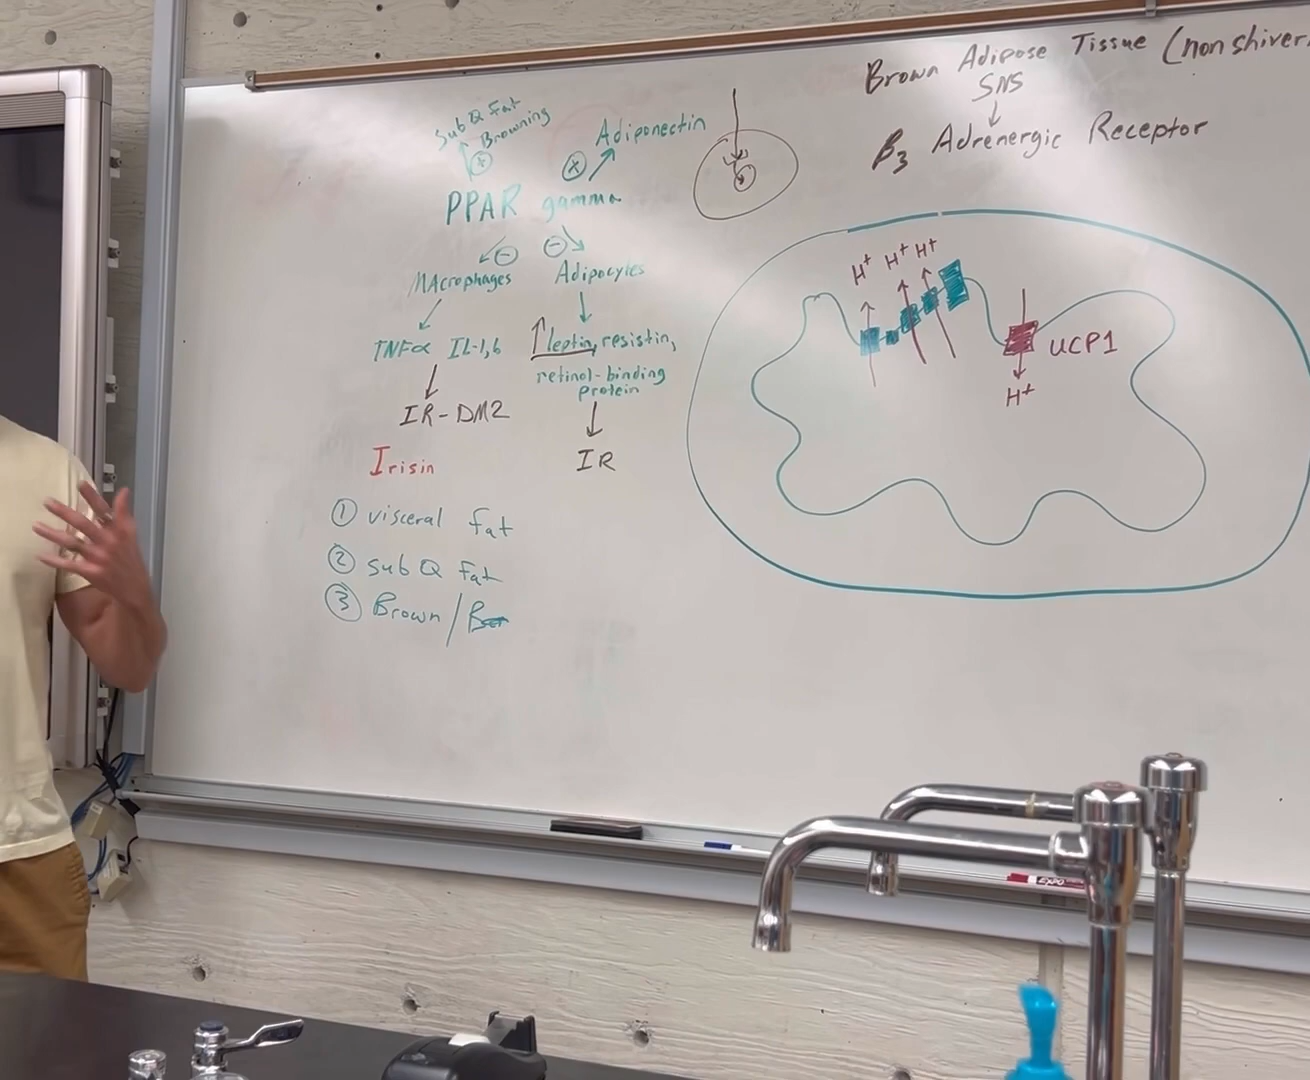 Sub Q Fat
Browning
Adiponectin
+
+
PPAR gamma
-
-
MAcrophages
Adipocytes
TNFα IL-1,6
↑leptin, resistin,
retinol-binding
protein
IR-DM2
IR
Irisin
① visceral fat
② sub Q Fat
③ Brown /
Brown Adipose Tissue (nonshiver
SNS
↓
β3 Adrenergic Receptor
H+ H+ H+
UCP1
H+
EXPO